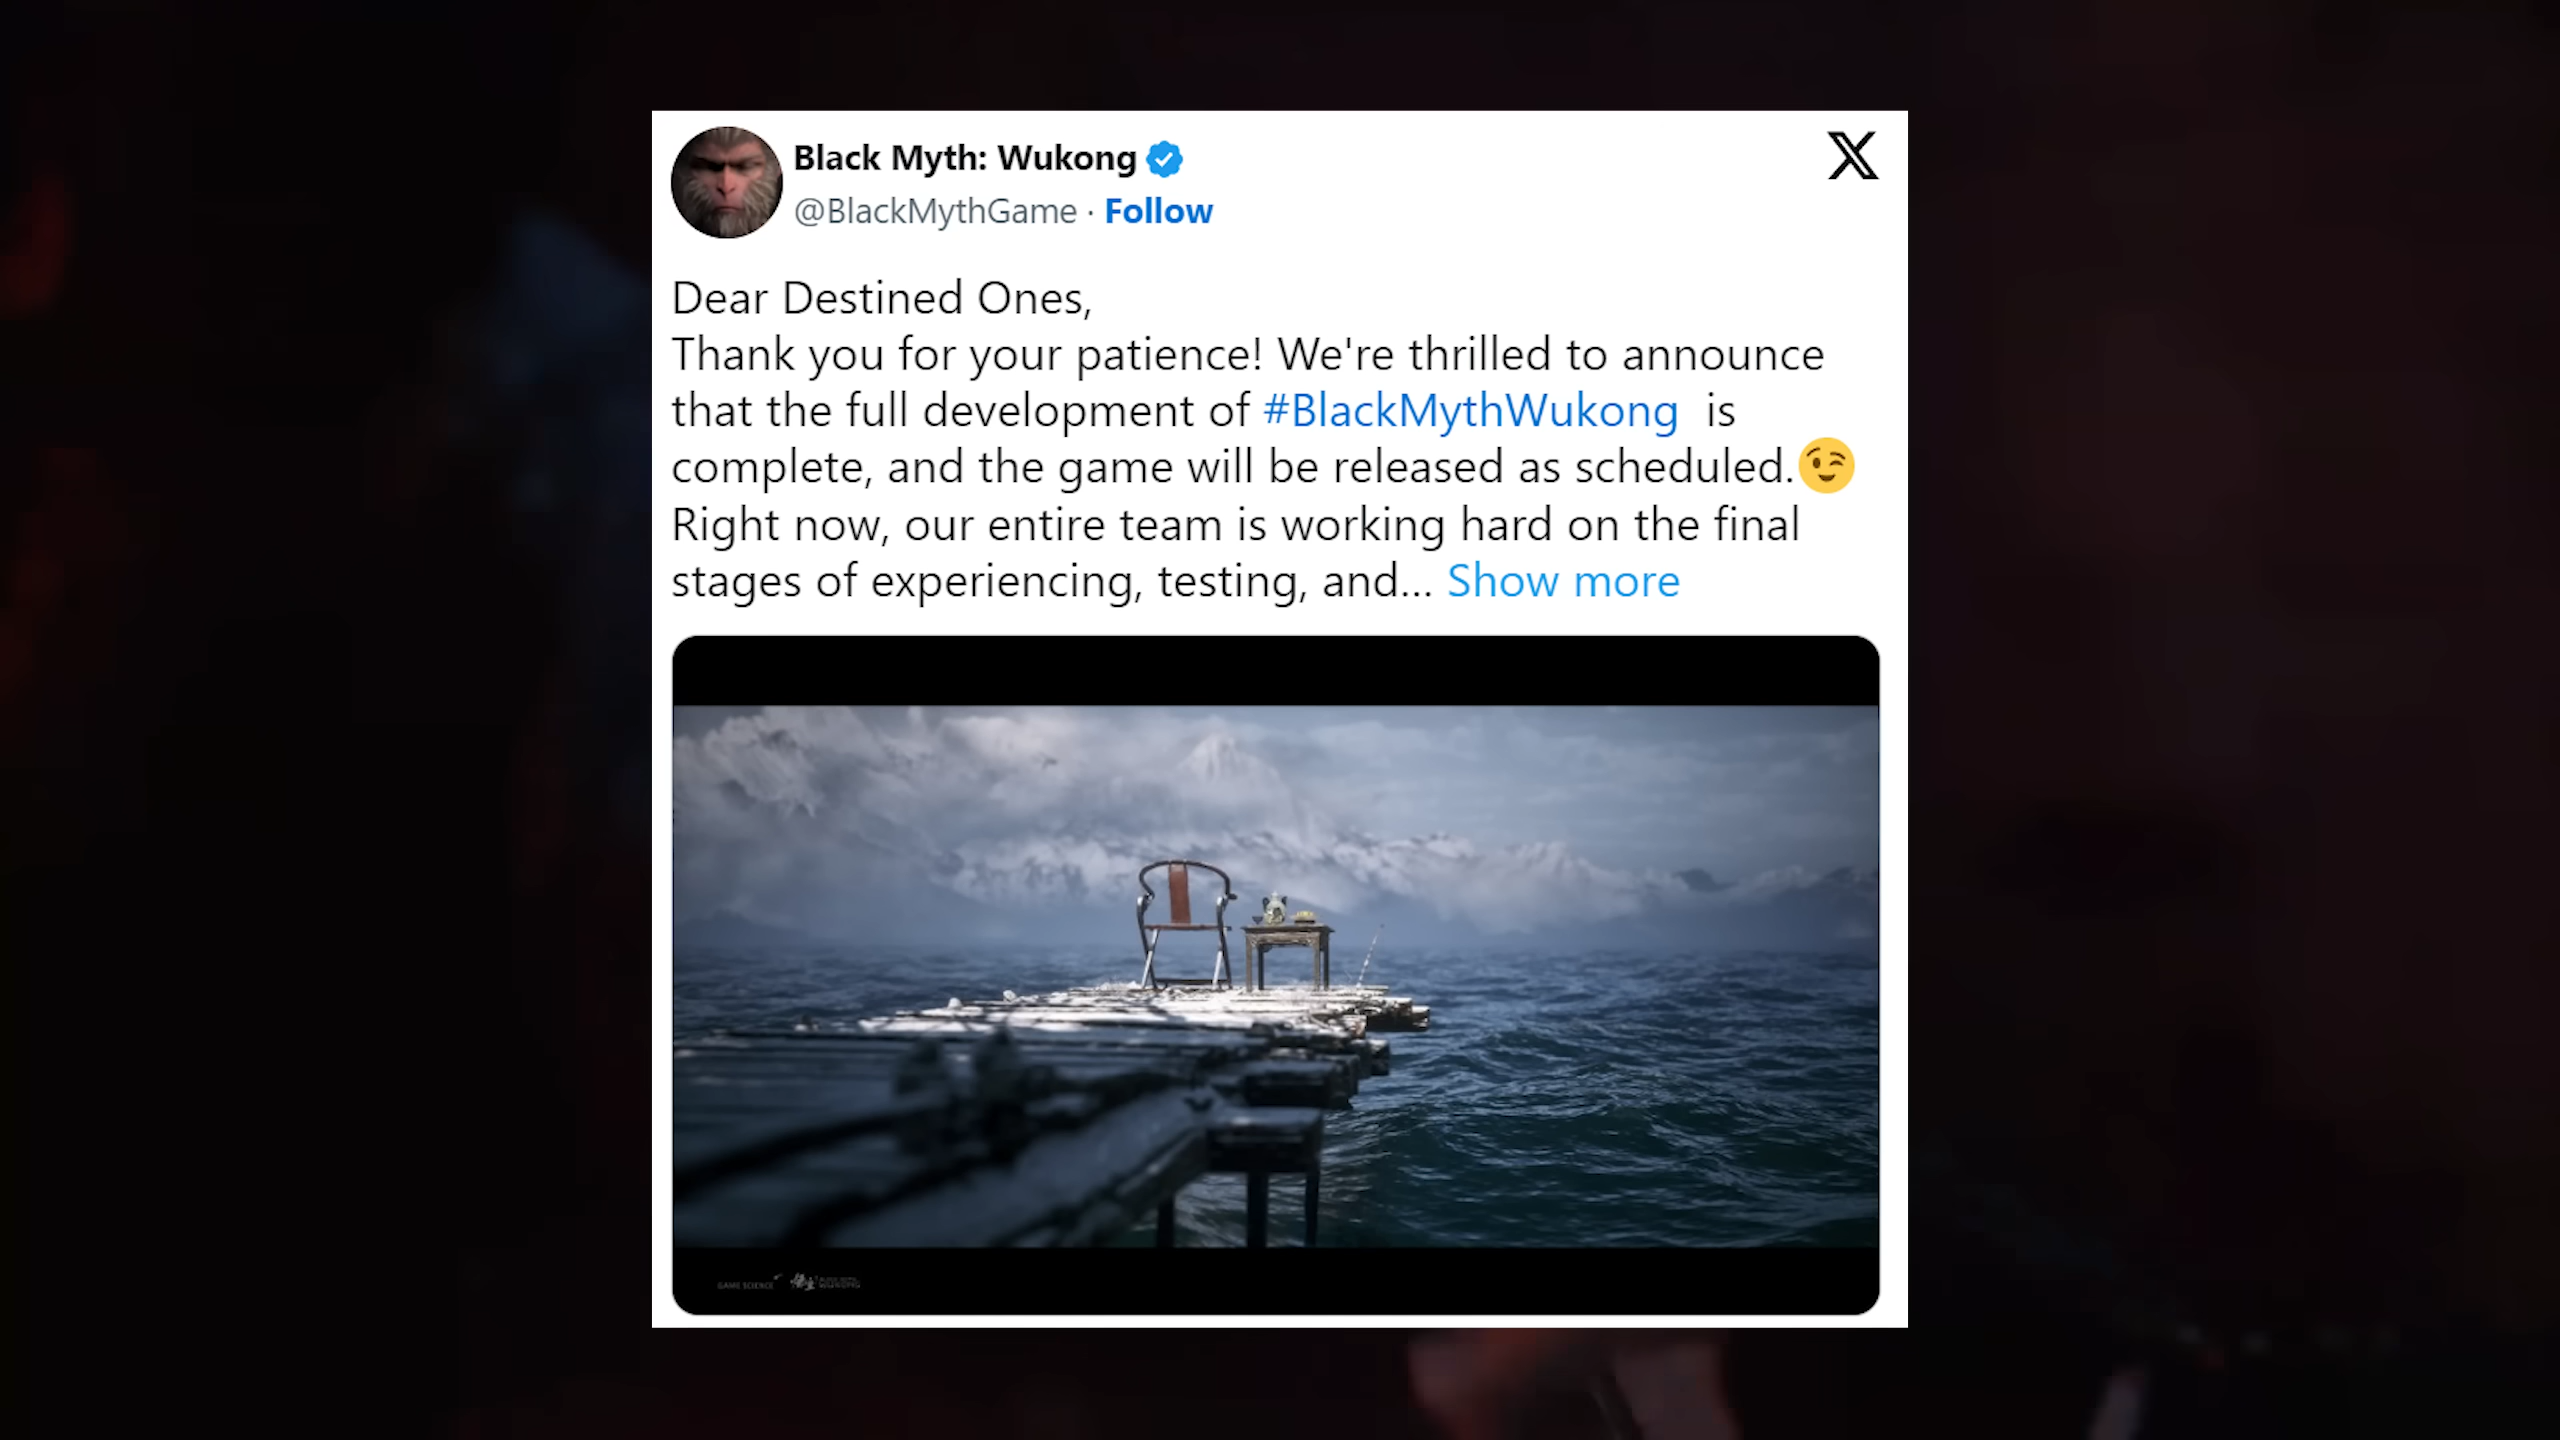 Black Myth: Wukong
@BlackMythGame · Follow
Dear Destined Ones,
Thank you for your patience! We're thrilled to announce
that the full development of #BlackMythWukong is
complete, and the game will be released as scheduled.😉
Right now, our entire team is working hard on the final
stages of experiencing, testing, and... Show more
GAME SCIENCE